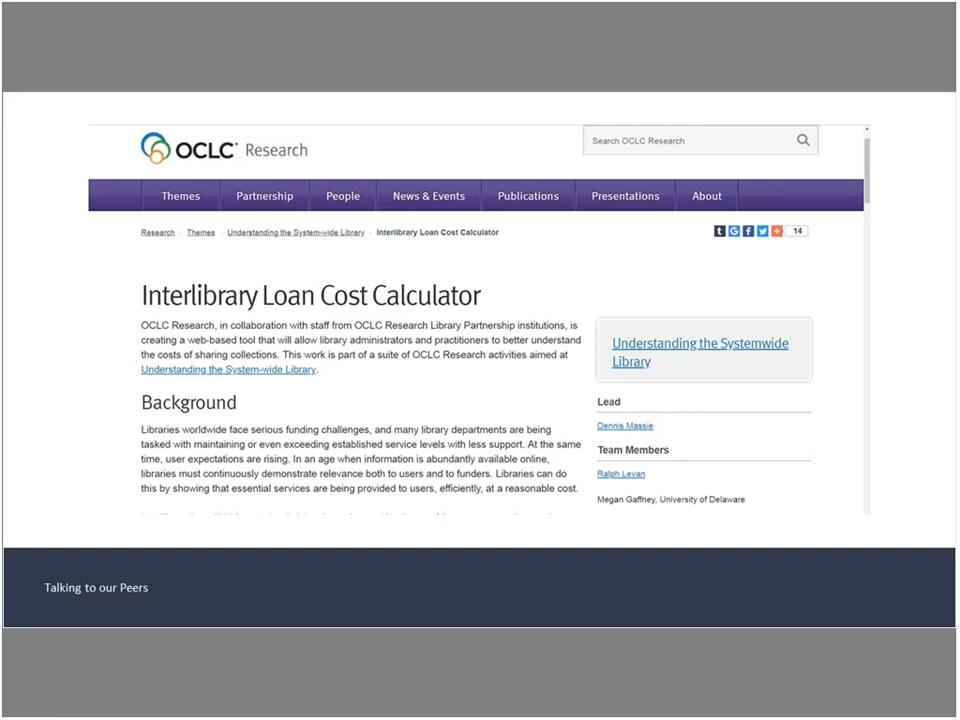 OCLC Research
Search OCLC Research
Themes Partnership People News & Events Publications Presentations About
Research Themes Understanding the System-wide Library Interlibrary Loan Cost Calculator
14
Interlibrary Loan Cost Calculator
OCLC Research, in collaboration with staff from OCLC Research Library Partnership institutions, is
creating a web-based tool that will allow library administrators and practitioners to better understand
the costs of sharing collections. This work is part of a suite of OCLC Research activities aimed at
Understanding the System-wide Library.
Background
Libraries worldwide face serious funding challenges, and many library departments are being
tasked with maintaining or even exceeding established service levels with less support. At the same
time, user expectations are rising. In an age when information is abundantly available online,
libraries must continuously demonstrate relevance both to users and to funders. Libraries can do
this by showing that essential services are being provided to users, efficiently, at a reasonable cost.
Understanding the Systemwide
Library
Lead
Dennis Massie
Team Members
Ralph Levan
Megan Gaffney, University of Delaware
Talking to our Peers